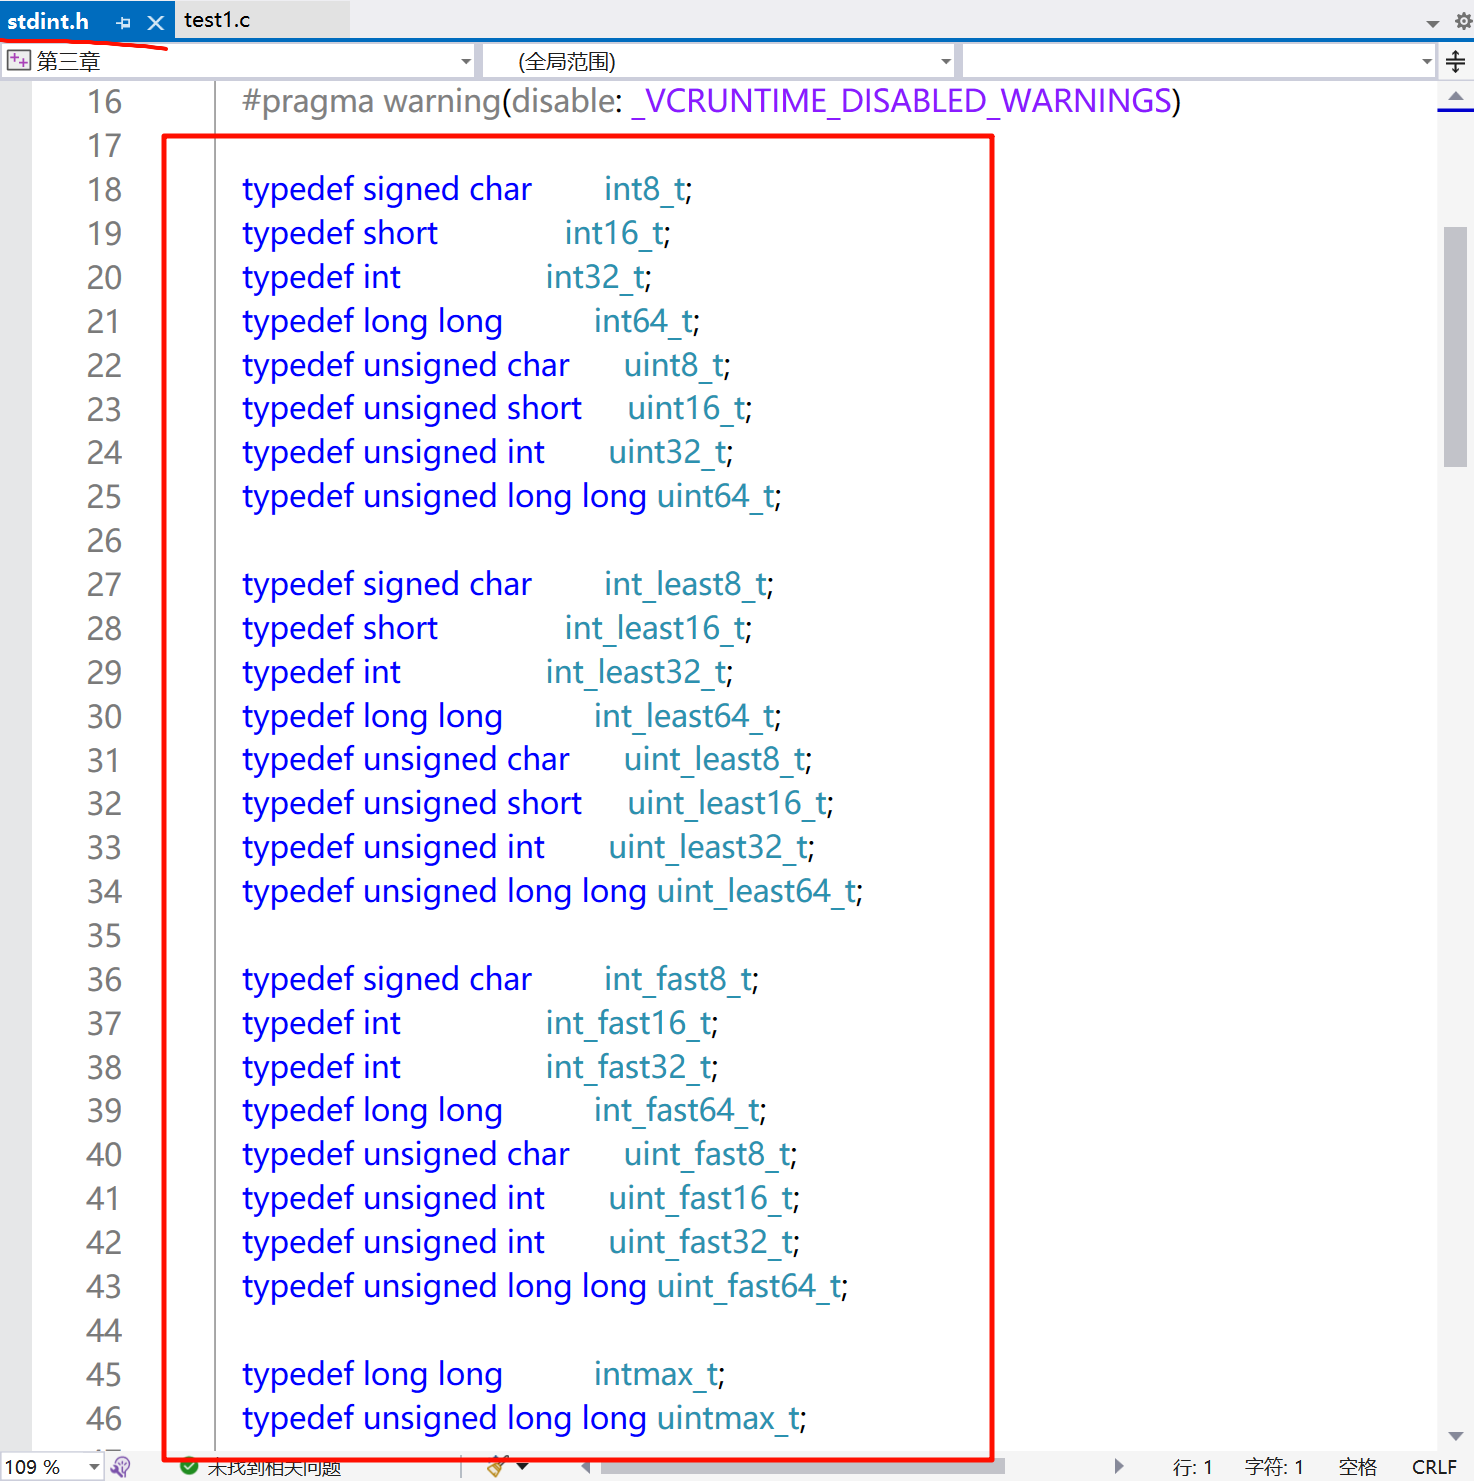 stdint.h test1.c
第三章 (全局范围)
16 #pragma warning(disable: _VCRUNTIME_DISABLED_WARNINGS)
17
18 typedef signed char int8_t;
19 typedef short int16_t;
20 typedef int int32_t;
21 typedef long long int64_t;
22 typedef unsigned char uint8_t;
23 typedef unsigned short uint16_t;
24 typedef unsigned int uint32_t;
25 typedef unsigned long long uint64_t;
26
27 typedef signed char int_least8_t;
28 typedef short int_least16_t;
29 typedef int int_least32_t;
30 typedef long long int_least64_t;
31 typedef unsigned char uint_least8_t;
32 typedef unsigned short uint_least16_t;
33 typedef unsigned int uint_least32_t;
34 typedef unsigned long long uint_least64_t;
35
36 typedef signed char int_fast8_t;
37 typedef int int_fast16_t;
38 typedef int int_fast32_t;
39 typedef long long int_fast64_t;
40 typedef unsigned char uint_fast8_t;
41 typedef unsigned int uint_fast16_t;
42 typedef unsigned int uint_fast32_t;
43 typedef unsigned long long uint_fast64_t;
44
45 typedef long long intmax_t;
46 typedef unsigned long long uintmax_t;
109 % 未找到相关问题 行: 1 字符: 1 空格 CRLF